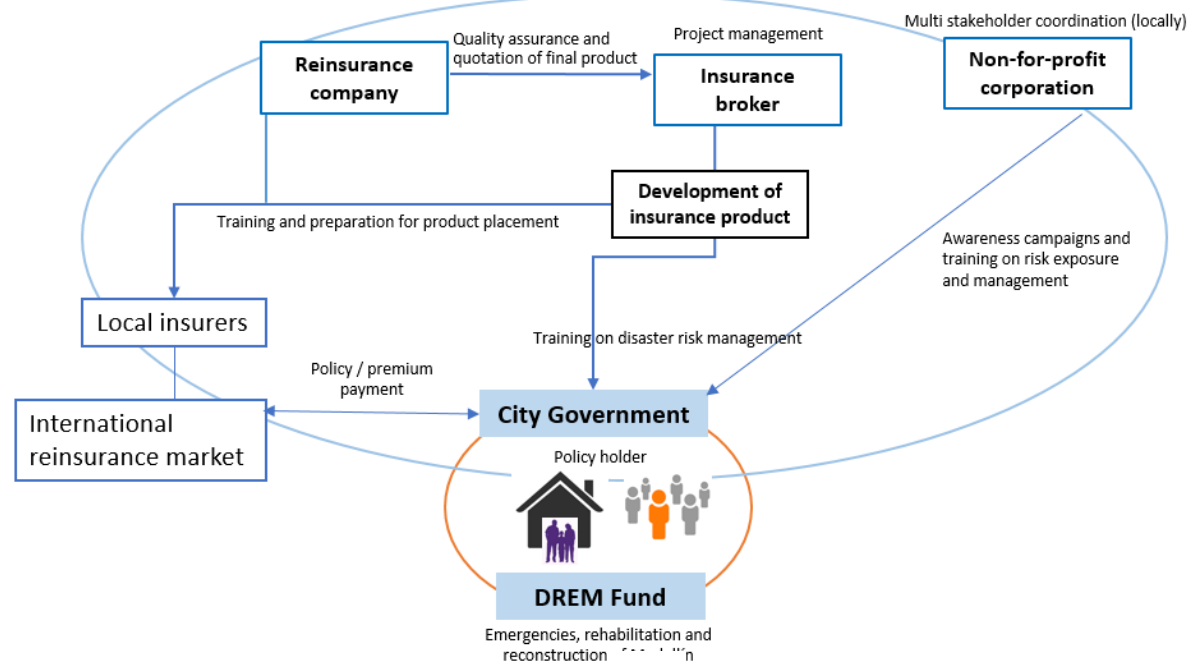 Multi stakeholder coordination (locally)
Quality assurance and
quotation of final product
Project management
Reinsurance
company
Insurance
broker
Non-for-profit
corporation
Development of
insurance product
Training and preparation for product placement
Awareness campaigns and
training on risk exposure
and management
Local insurers
Training on disaster risk management
Policy / premium
payment
City Government
International
reinsurance market
Policy holder
DREM Fund
Emergencies, rehabilitation and
reconstruction of Medellín